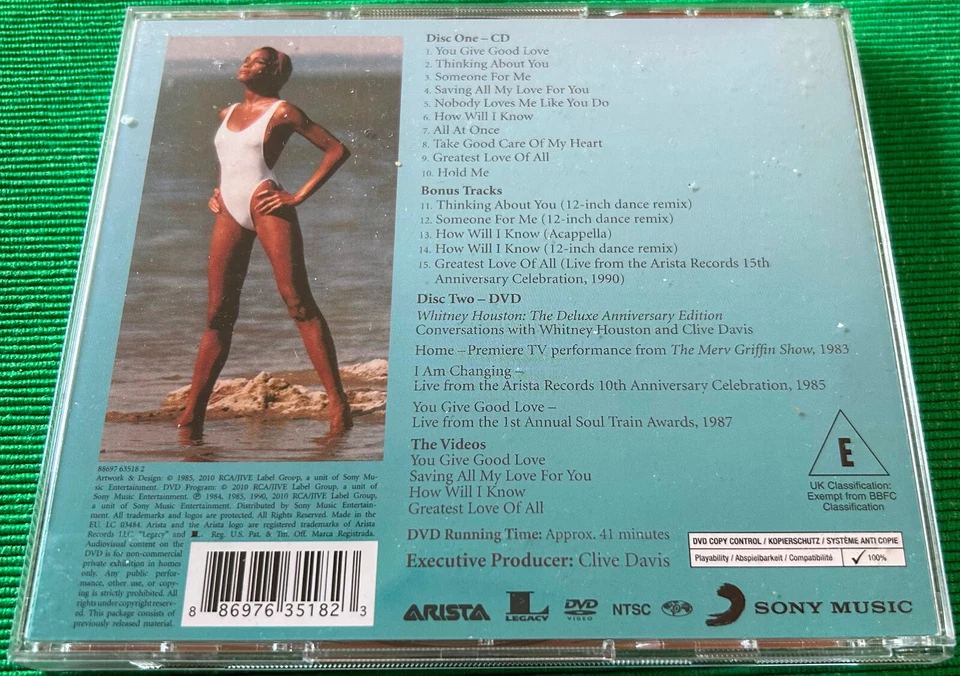 Disc One – CD
1. You Give Good Love
2. Thinking About You
3. Someone For Me
4. Saving All My Love For You
5. Nobody Loves Me Like You Do
6. How Will I Know
7. All At Once
8. Take Good Care Of My Heart
9. Greatest Love Of All
10. Hold Me
Bonus Tracks
11. Thinking About You (12-inch dance remix)
12. Someone For Me (12-inch dance remix)
13. How Will I Know (Acappella)
14. How Will I Know (12-inch dance remix)
15. Greatest Love Of All (Live from the Arista Records 15th
Anniversary Celebration, 1990)
Disc Two – DVD
Whitney Houston: The Deluxe Anniversary Edition
Conversations with Whitney Houston and Clive Davis
Home – Premiere TV performance from The Merv Griffin Show, 1983
I Am Changing –
Live from the Arista Records 10th Anniversary Celebration, 1985
You Give Good Love –
Live from the 1st Annual Soul Train Awards, 1987
The Videos
You Give Good Love
Saving All My Love For You
How Will I Know
Greatest Love Of All
DVD Running Time: Approx. 41 minutes
Executive Producer: Clive Davis
E
UK Classification:
Exempt from BBFC
Classification
DVD COPY CONTROL / KOPIERSCHUTZ / SYSTÈME ANTI COPIE
Playability / Abspielbarkeit / Compatibilité
✓ 100%
88697 63518 2
Artwork & Design: © 1985, 2010 RCA/JIVE Label Group, a unit of Sony Mu-
sic Entertainment. DVD Program: © 2010 RCA/JIVE Label Group, a unit of
Sony Music Entertainment. ℗ 1984, 1985, 1990, 2010 RCA/JIVE Label Group,
a unit of Sony Music Entertainment. Distributed by Sony Music Entertain-
ment. All trademarks and logos are protected. All Rights Reserved. Made in the
EU. LC 03484. Arista and the Arista logo are registered trademarks of Arista
Records LLC. "Legacy" and L Reg. U.S. Pat. & Tm. Off. Marca Registrada.
Audiovisual content on the
DVD is for non-commercial
private exhibition in homes
only. Any public perfor-
mance, other use, or copy-
ing is strictly prohibited. All
rights under copyright reserv-
ed. This package consists of
previously released material.
8 86976 35182 3
ARISTA
L
LEGACY
DVD
VIDEO
NTSC
SONY MUSIC